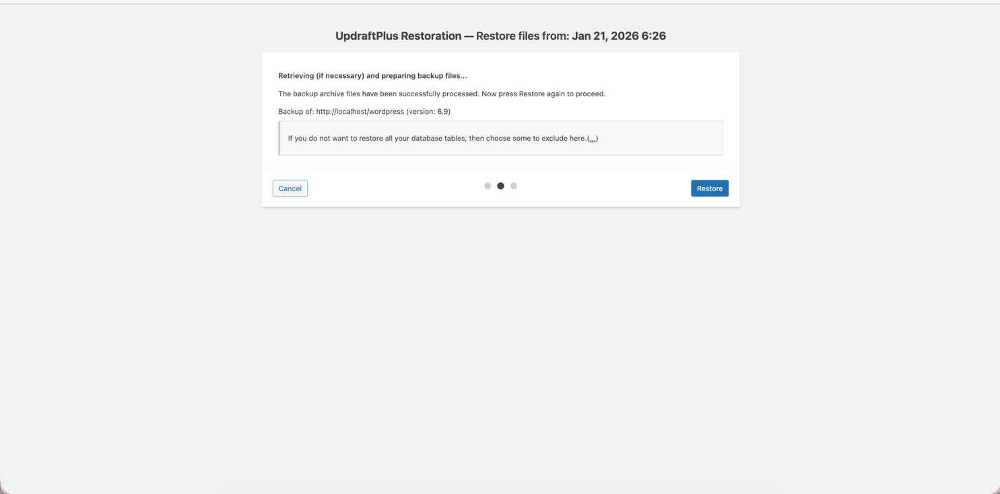 UpdraftPlus Restoration — Restore files from: Jan 21, 2026 6:26
Retrieving (if necessary) and preparing backup files...
The backup archive files have been successfully processed. Now press Restore again to proceed.
Backup of: http://localhost/wordpress (version: 6.9)
If you do not want to restore all your database tables, then choose some to exclude here.(...)
Cancel
Restore